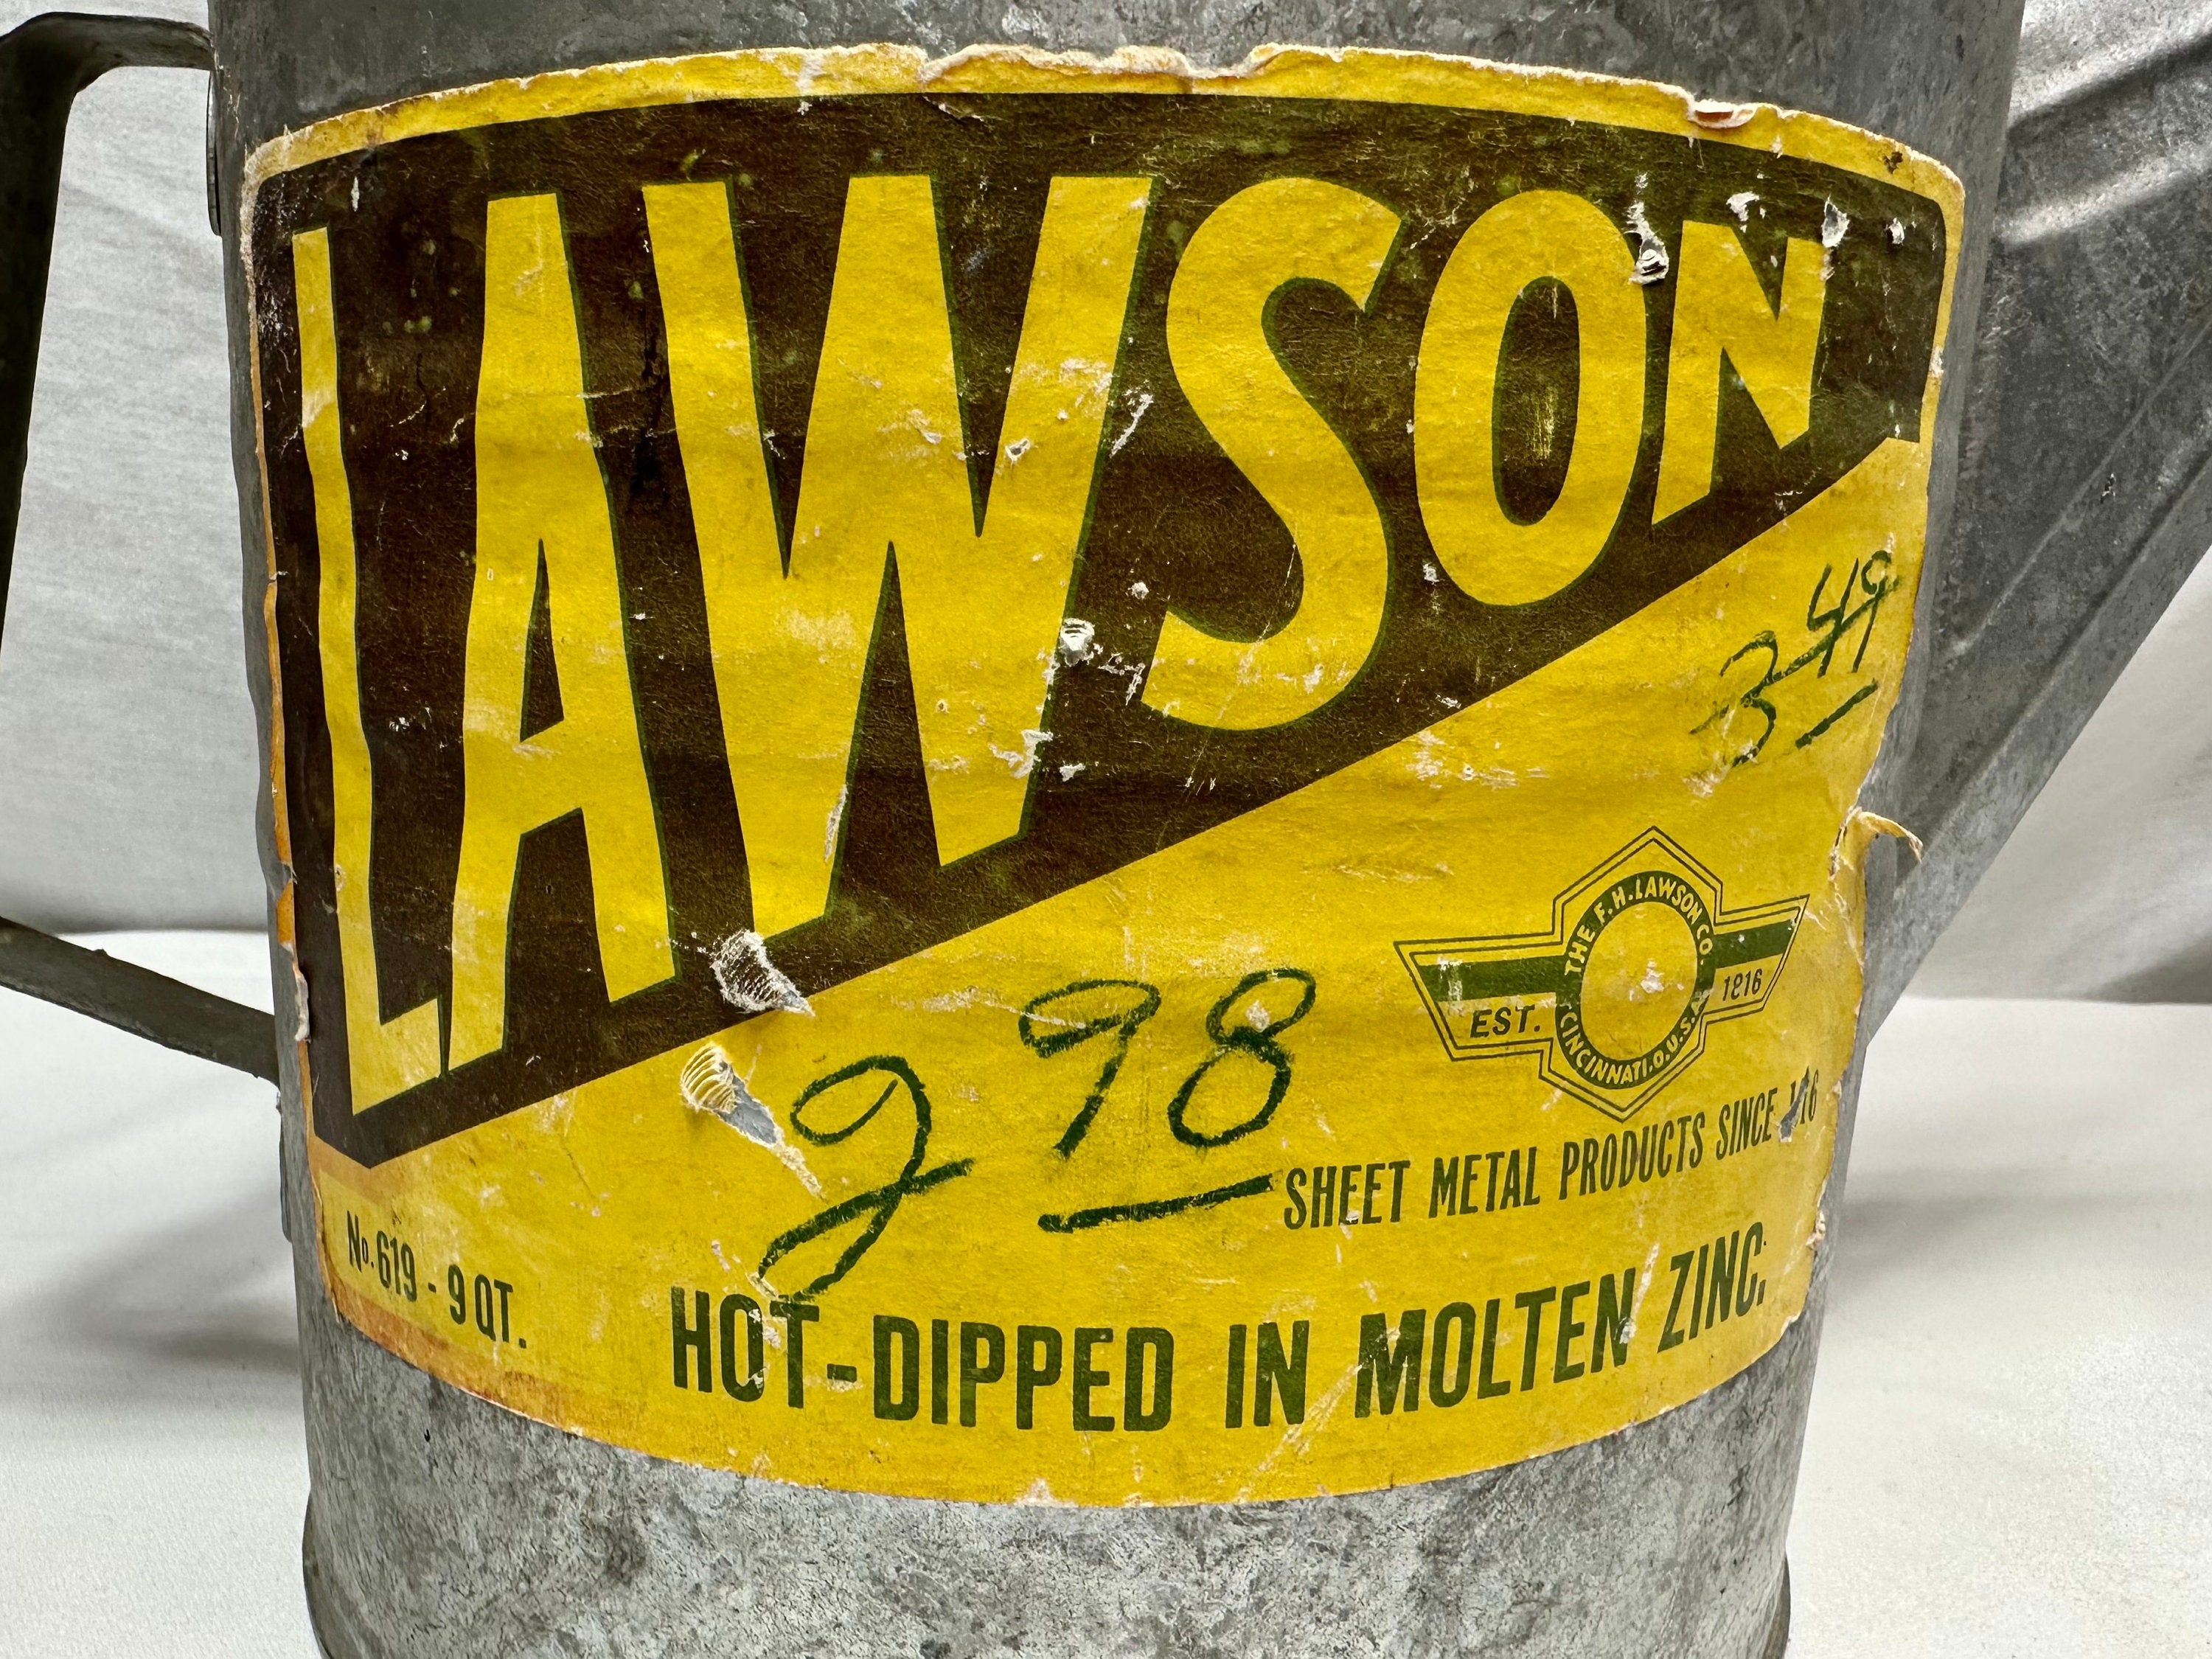 LAWSON
3 49
THE F. H. LAWSON CO.
EST. 1816
CINCINNATI, O. U.S.A.
2 98
SHEET METAL PRODUCTS SINCE
No. 619 - 9 QT.
HOT-DIPPED IN MOLTEN ZINC.